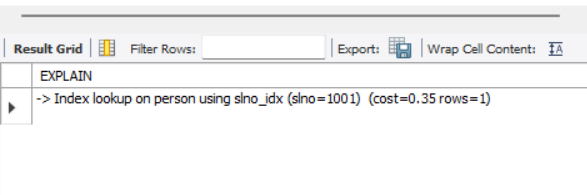 Result Grid Filter Rows: Export: Wrap Cell Content: IA
EXPLAIN
-> Index lookup on person using slno_idx (slno=1001) (cost=0.35 rows=1)